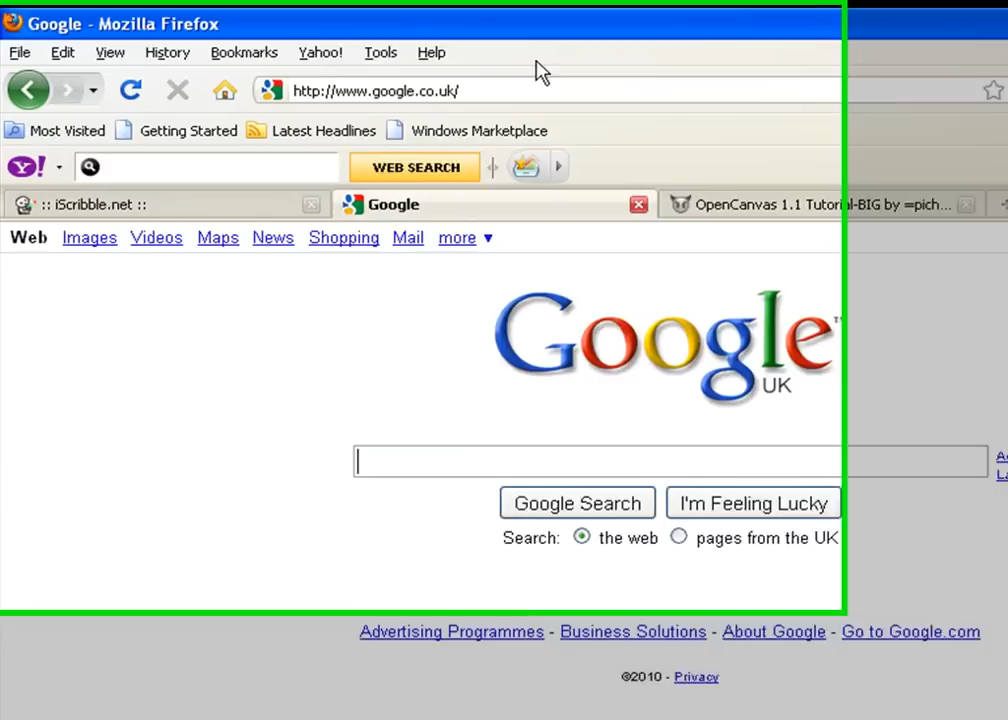 Google - Mozilla Firefox
File Edit View History Bookmarks Yahoo! Tools Help
http://www.google.co.uk/
Most Visited Getting Started Latest Headlines Windows Marketplace
Y! WEB SEARCH
:: iScribble.net :: Google OpenCanvas 1.1 Tutorial-BIG by =pich...
Web Images Videos Maps News Shopping Mail more ▼
Google
UK
Google Search I'm Feeling Lucky
Search: the web pages from the UK
Advertising Programmes - Business Solutions - About Google - Go to Google.com
©2010 - Privacy